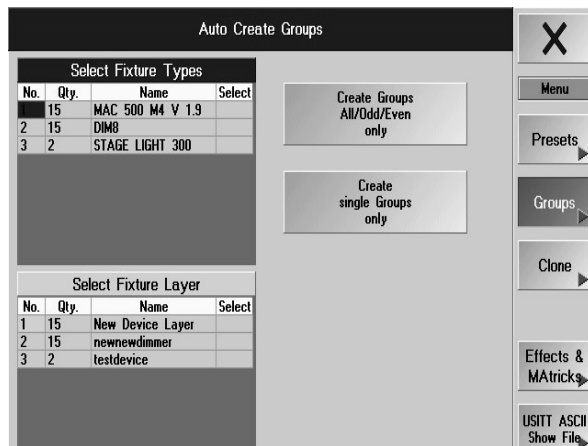 Auto Create Groups
Select Fixture Types
No. Qty. Name Select
1 15 MAC 500 M4 V 1.9
2 15 DIM8
3 2 STAGE LIGHT 300
Create Groups
All/Odd/Even
only
Create
single Groups
only
Select Fixture Layer
No. Qty. Name Select
1 15 New Device Layer
2 15 newnewdimmer
3 2 testdevice
X
Menu
Presets
Groups
Clone
Effects &
MAtricks
USITT ASCII
Show File